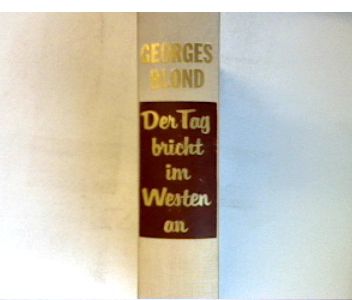 GEORGES
BLOND
Der Tag
bricht
im
Westen
an